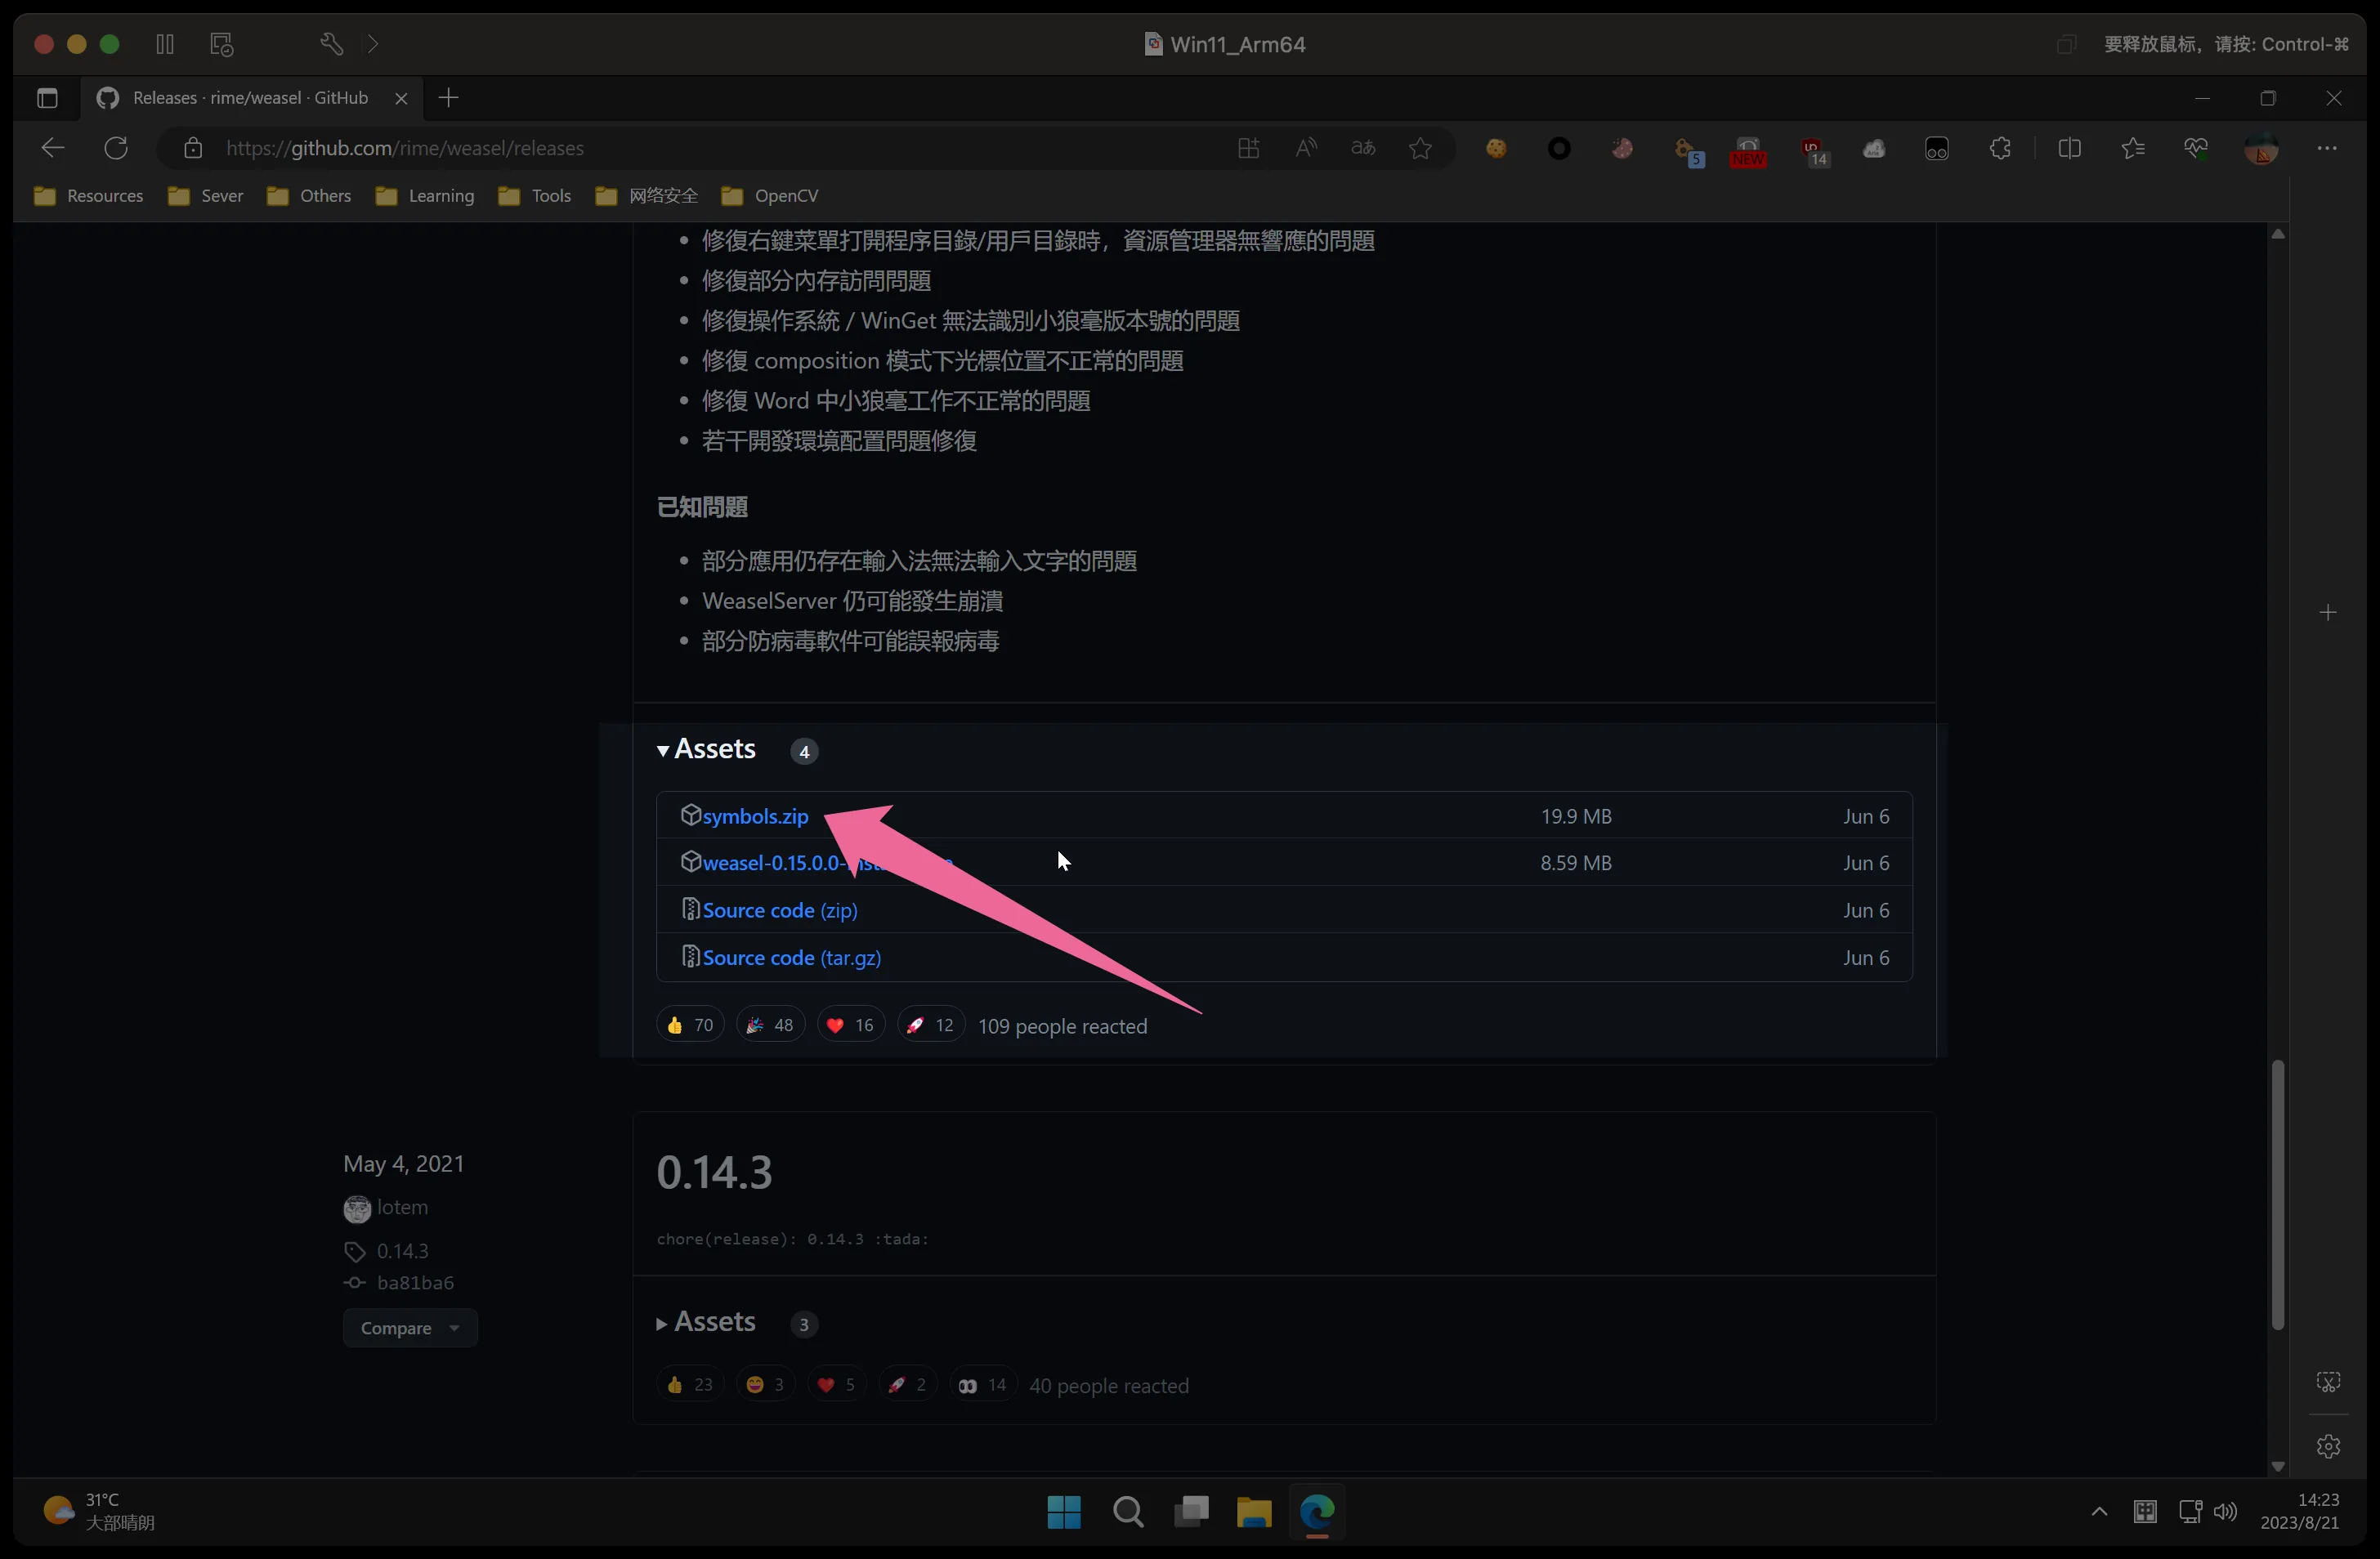 Win11_Arm64
要释放鼠标，请按: Control-⌘
Releases · rime/weasel · GitHub
https://github.com/rime/weasel/releases
aあ
5
NEW
14
Resources
Sever
Others
Learning
Tools
网络安全
OpenCV
• 修復右鍵菜單打開程序目錄/用戶目錄時，資源管理器無響應的問題
• 修復部分內存訪問問題
• 修復操作系統 / WinGet 無法識別小狼毫版本號的問題
• 修復 composition 模式下光標位置不正常的問題
• 修復 Word 中小狼毫工作不正常的問題
• 若干開發環境配置問題修復
已知問題
• 部分應用仍存在輸入法無法輸入文字的問題
• WeaselServer 仍可能發生崩潰
• 部分防病毒軟件可能誤報病毒
Assets 4
symbols.zip 19.9 MB Jun 6
weasel-0.15.0.0- 8.59 MB Jun 6
Source code (zip) Jun 6
Source code (tar.gz) Jun 6
👍 70 🎉 48 ❤️ 16 🚀 12 109 people reacted
May 4, 2021
lotem
0.14.3
ba81ba6
Compare
0.14.3
chore(release): 0.14.3 :tada:
Assets 3
👍 23 😄 3 ❤️ 5 🚀 2 👀 14 40 people reacted
31°C
大部晴朗
14:23
2023/8/21